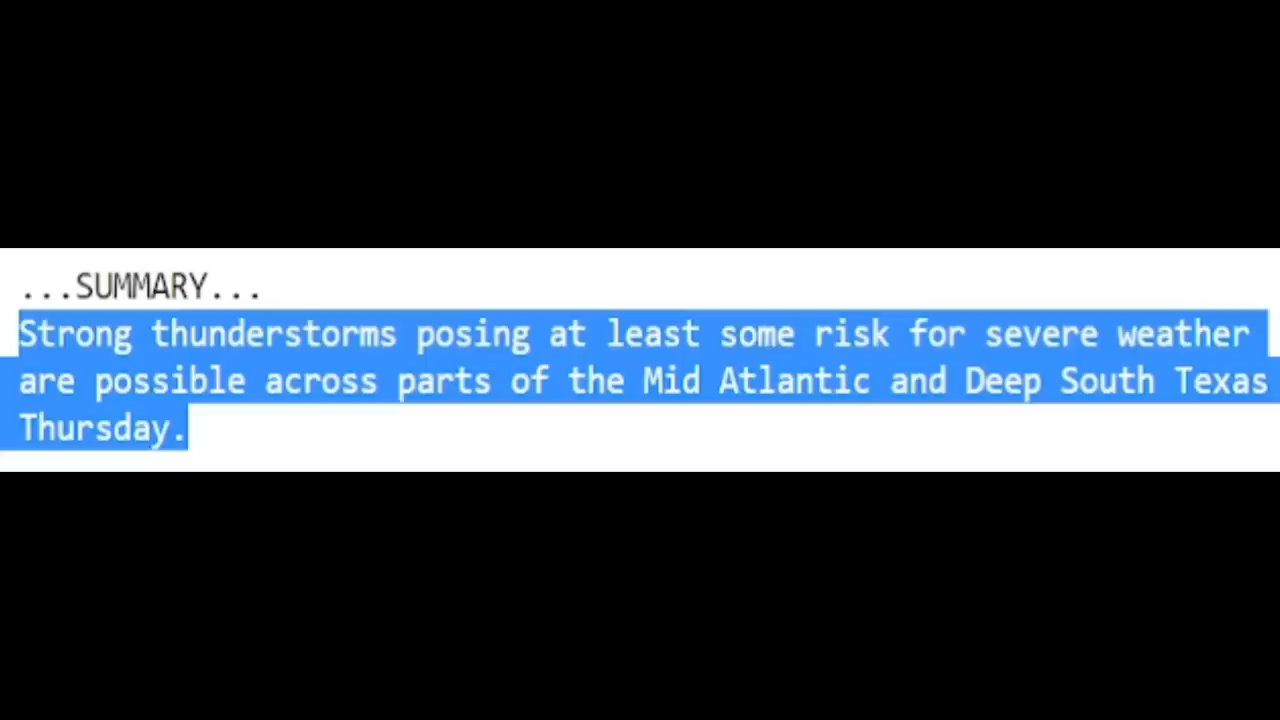 ...SUMMARY...
Strong thunderstorms posing at least some risk for severe weather
are possible across parts of the Mid Atlantic and Deep South Texas
Thursday.